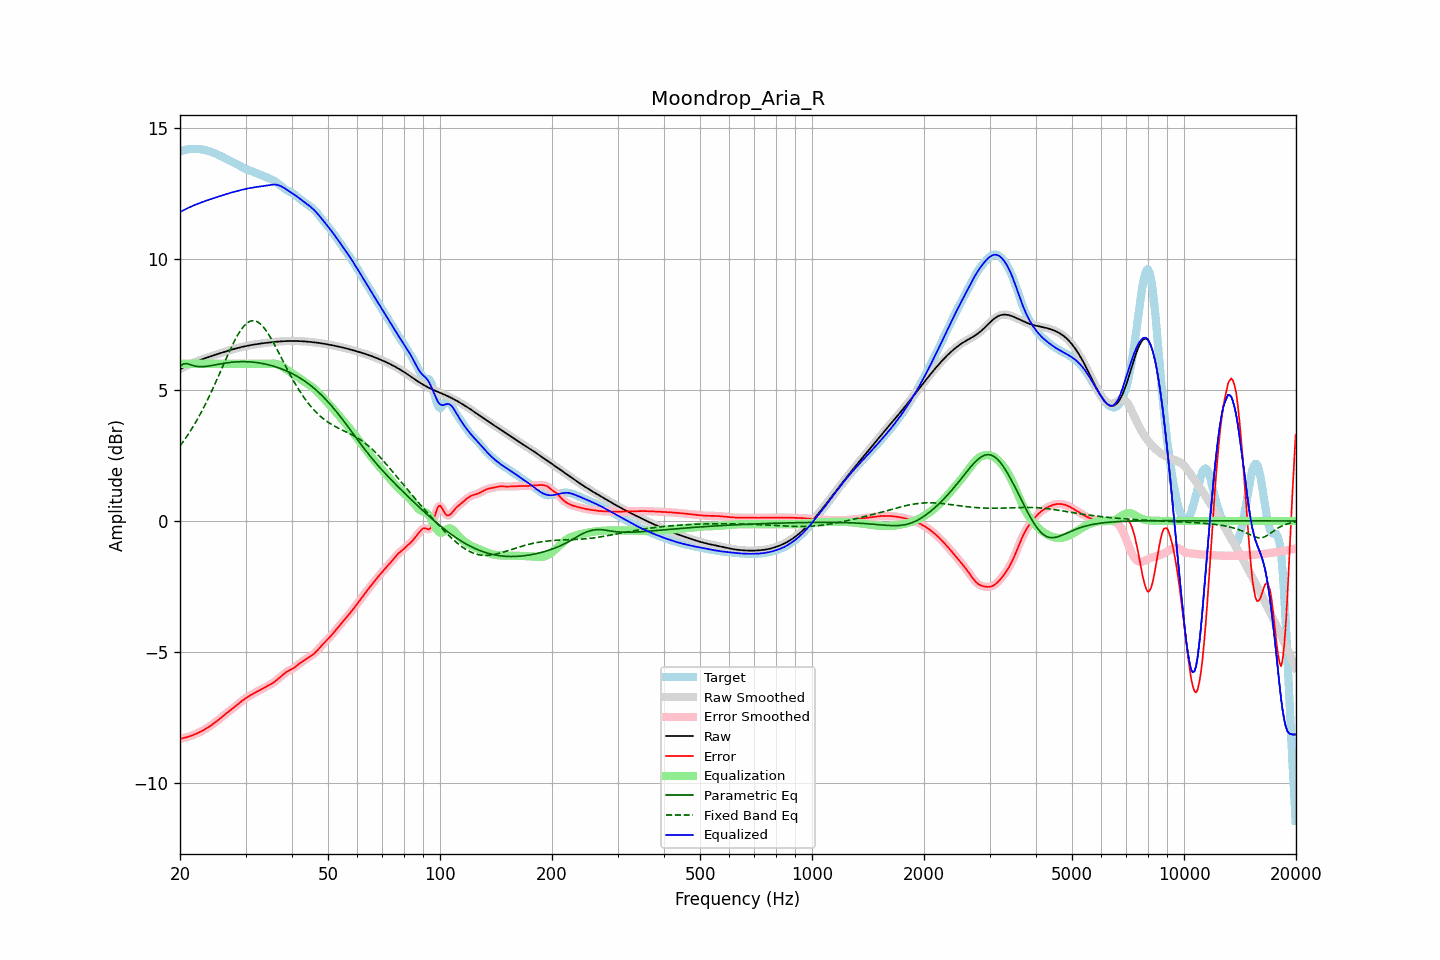 Moondrop_Aria_R
Amplitude (dBr)
15
10
5
0
−5
−10
20
50
100
200
500
1000
2000
5000
10000
20000
Frequency (Hz)
Target
Raw Smoothed
Error Smoothed
Raw
Error
Equalization
Parametric Eq
Fixed Band Eq
Equalized